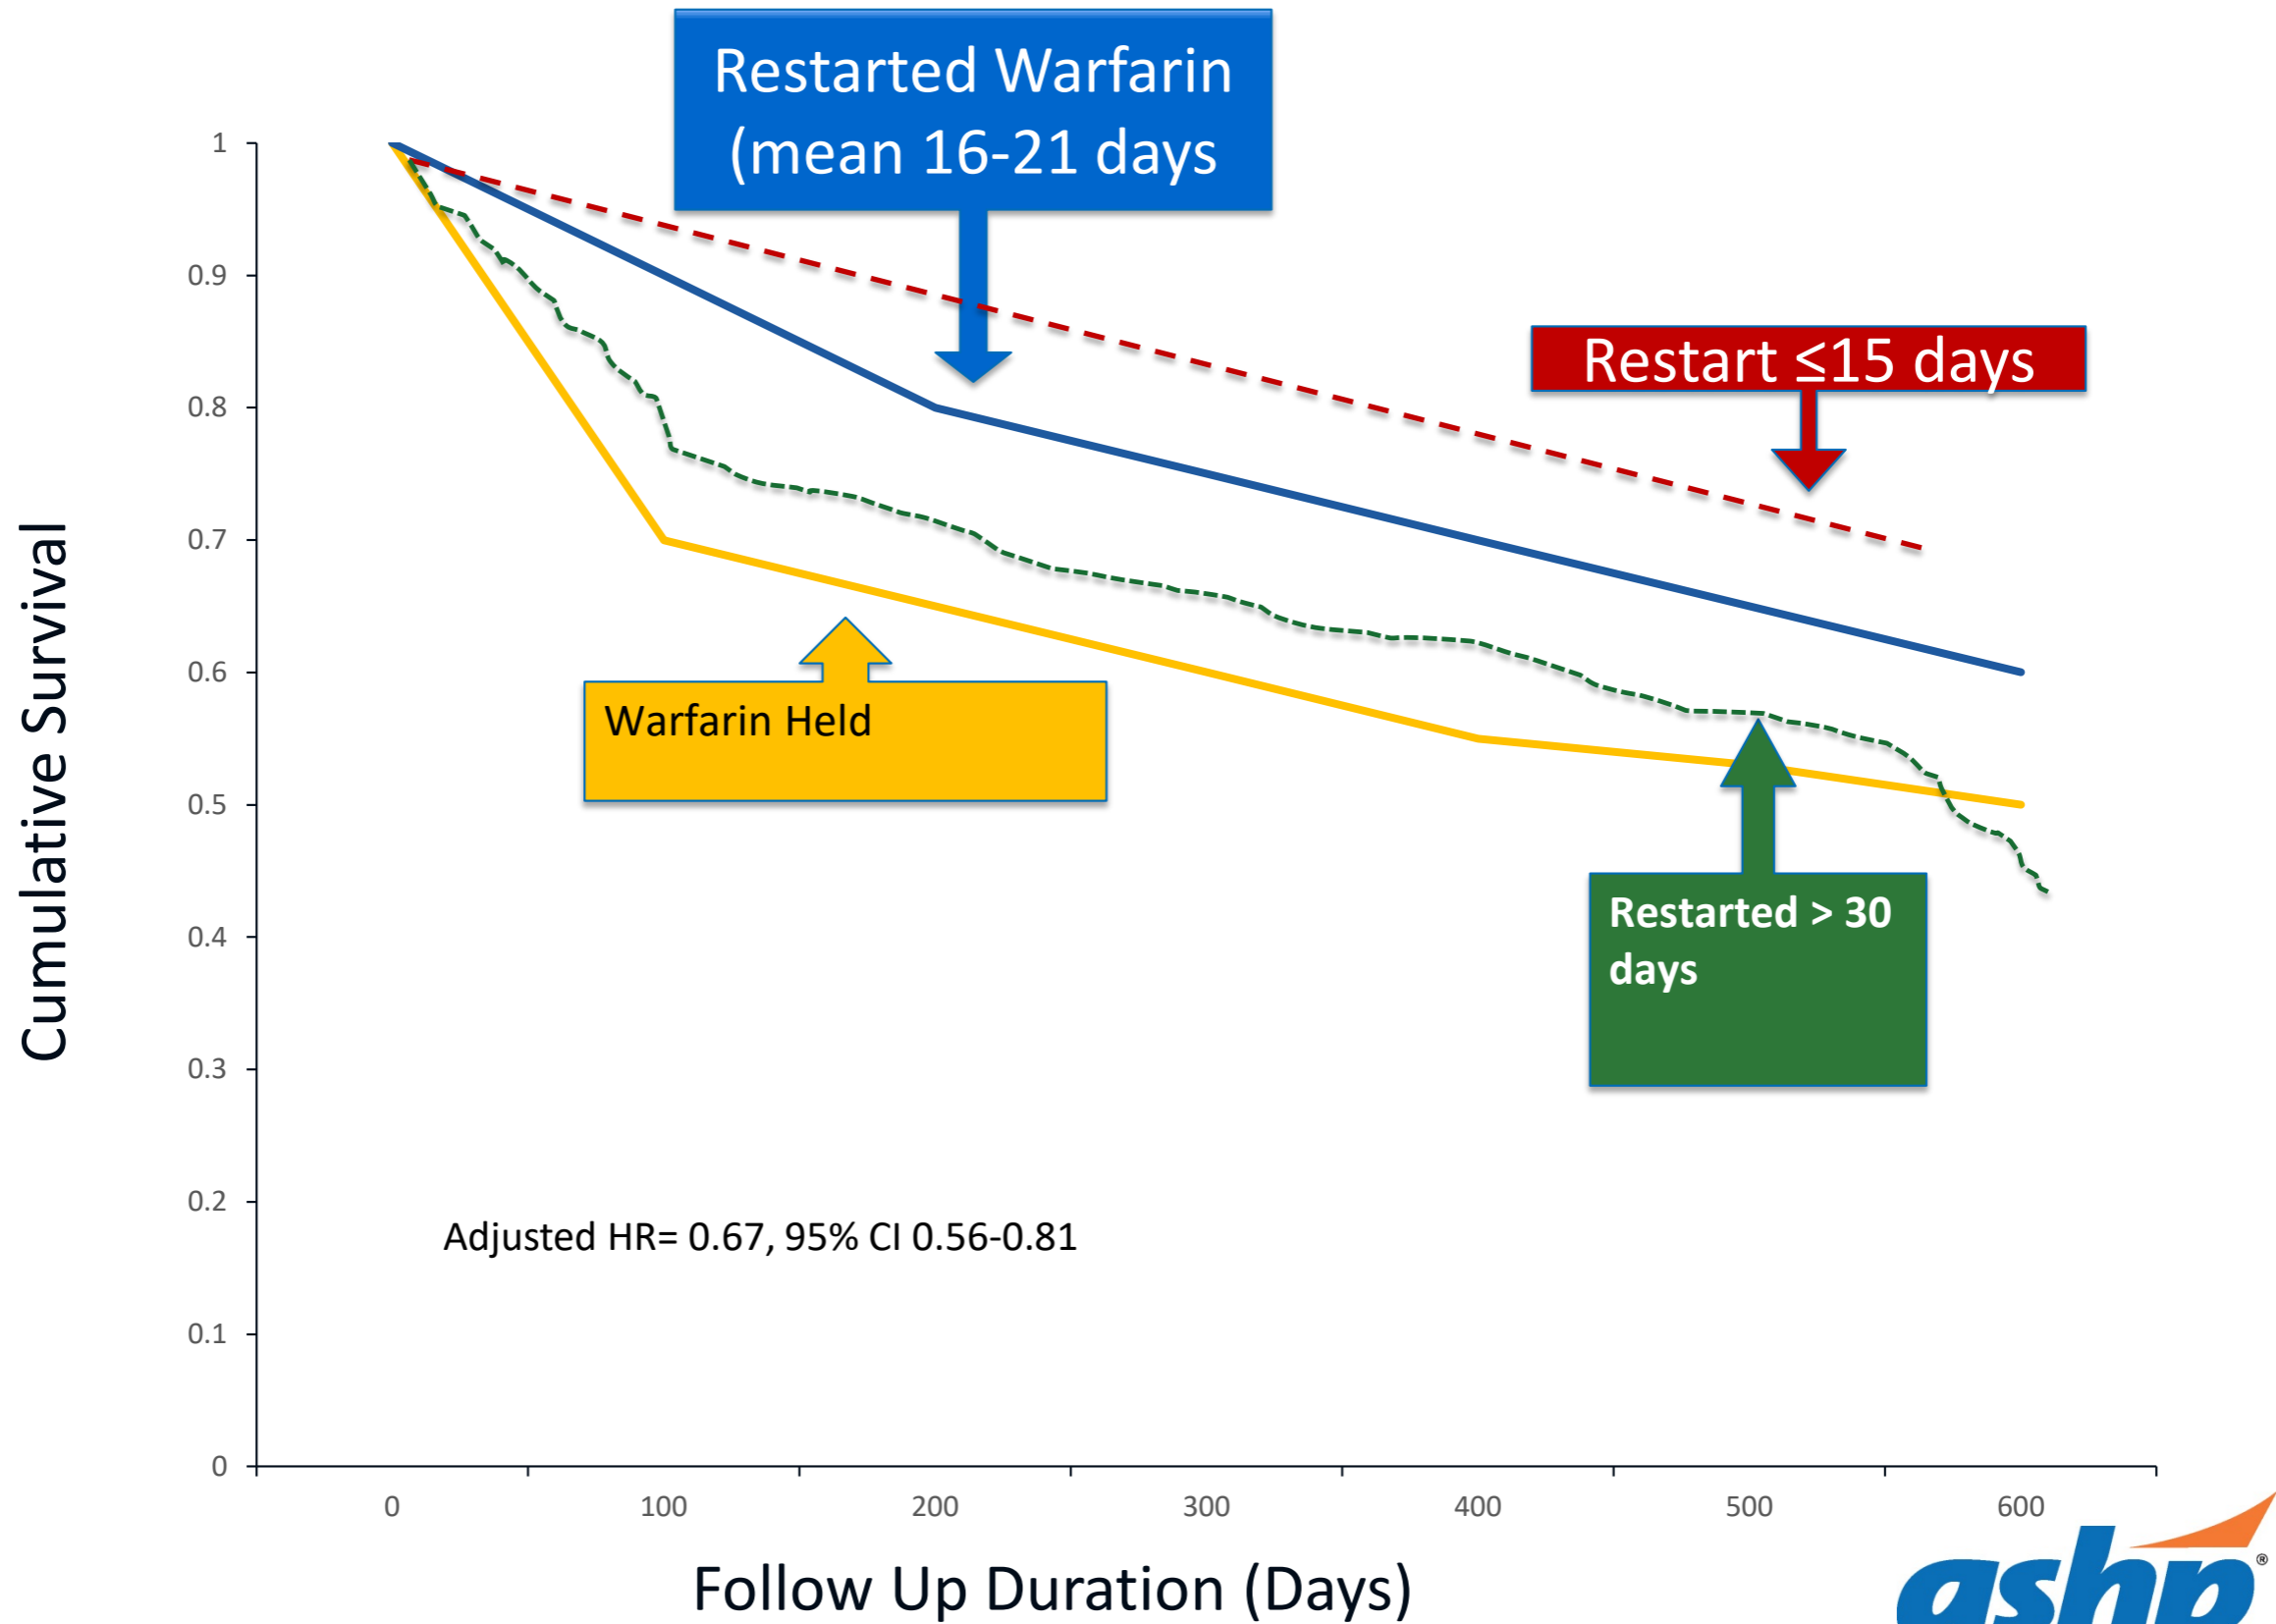 Restarted Warfarin
(mean 16-21 days
Restart ≤15 days
Warfarin Held
Restarted > 30
days
Adjusted HR= 0.67, 95% CI 0.56-0.81
Cumulative Survival
1
0.9
0.8
0.7
0.6
0.5
0.4
0.3
0.2
0.1
0
0 100 200 300 400 500 600
Follow Up Duration (Days)
ashp®